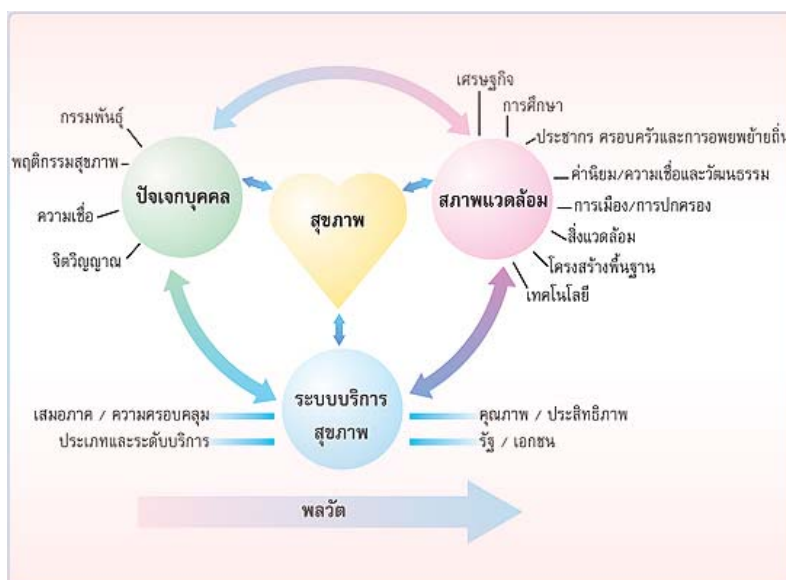 กรรมพันธุ์
พฤติกรรมสุขภาพ
ความเชื่อ
จิตวิญญาณ
ปัจเจกบุคคล
สุขภาพ
สภาพแวดล้อม
เศรษฐกิจ
การศึกษา
ประชากร ครอบครัวและการอพยพย้ายถิ่น
ค่านิยม/ความเชื่อและวัฒนธรรม
การเมือง/การปกครอง
สิ่งแวดล้อม
โครงสร้างพื้นฐาน
เทคโนโลยี
ระบบบริการ
สุขภาพ
เสมอภาค / ความครอบคลุม
ประเภทและระดับบริการ
คุณภาพ / ประสิทธิภาพ
รัฐ / เอกชน
พลวัต